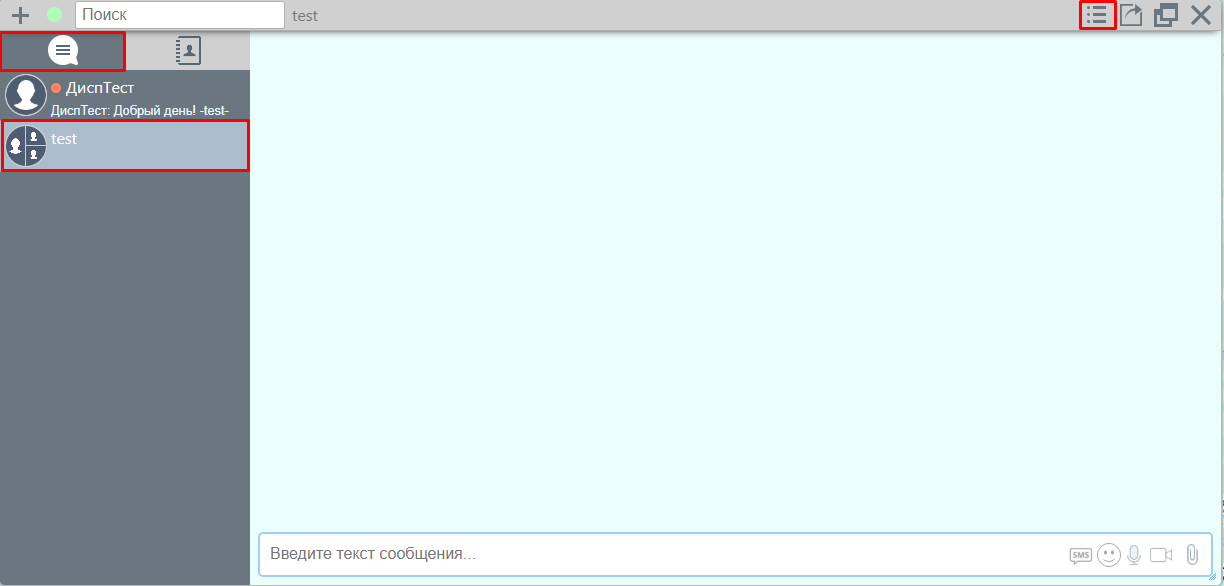 Поиск
test
ДиспТест
ДиспТест: Добрый день! -test-
test
Введите текст сообщения...
SMS